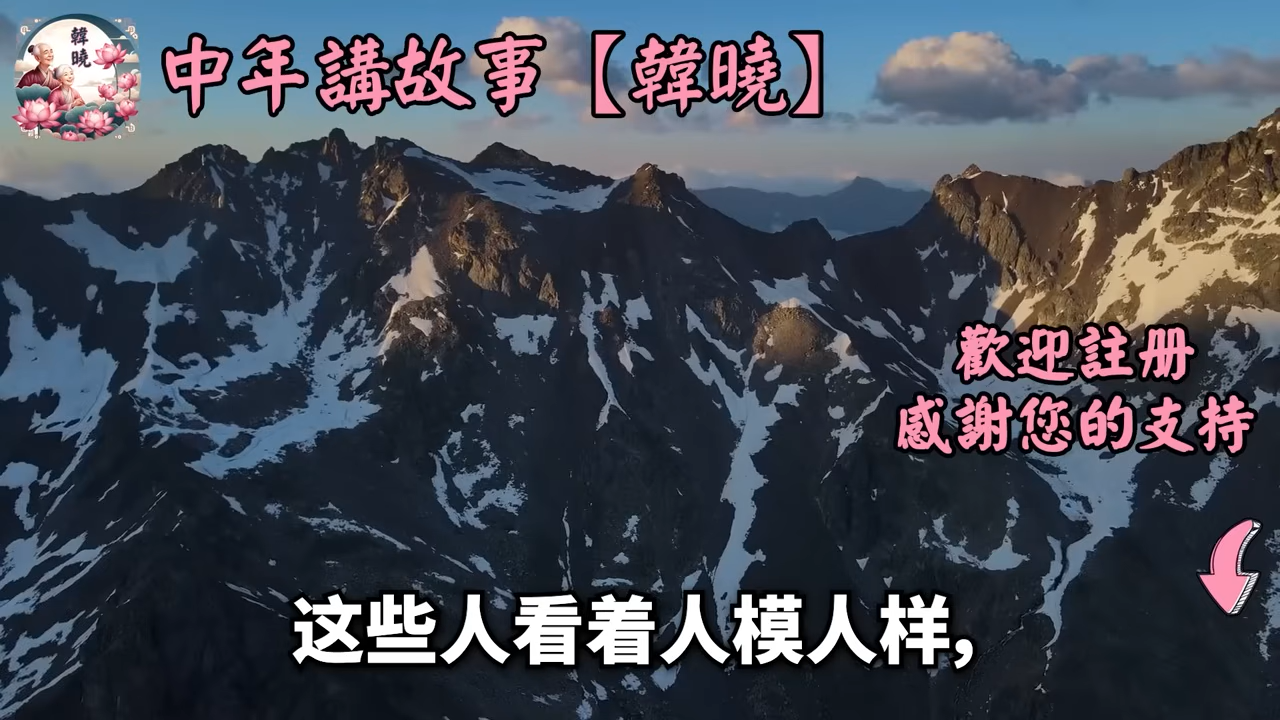 韓
曉
中年講故事【韓曉】
歡迎註册
感謝您的支持
这些人看着人模人样,